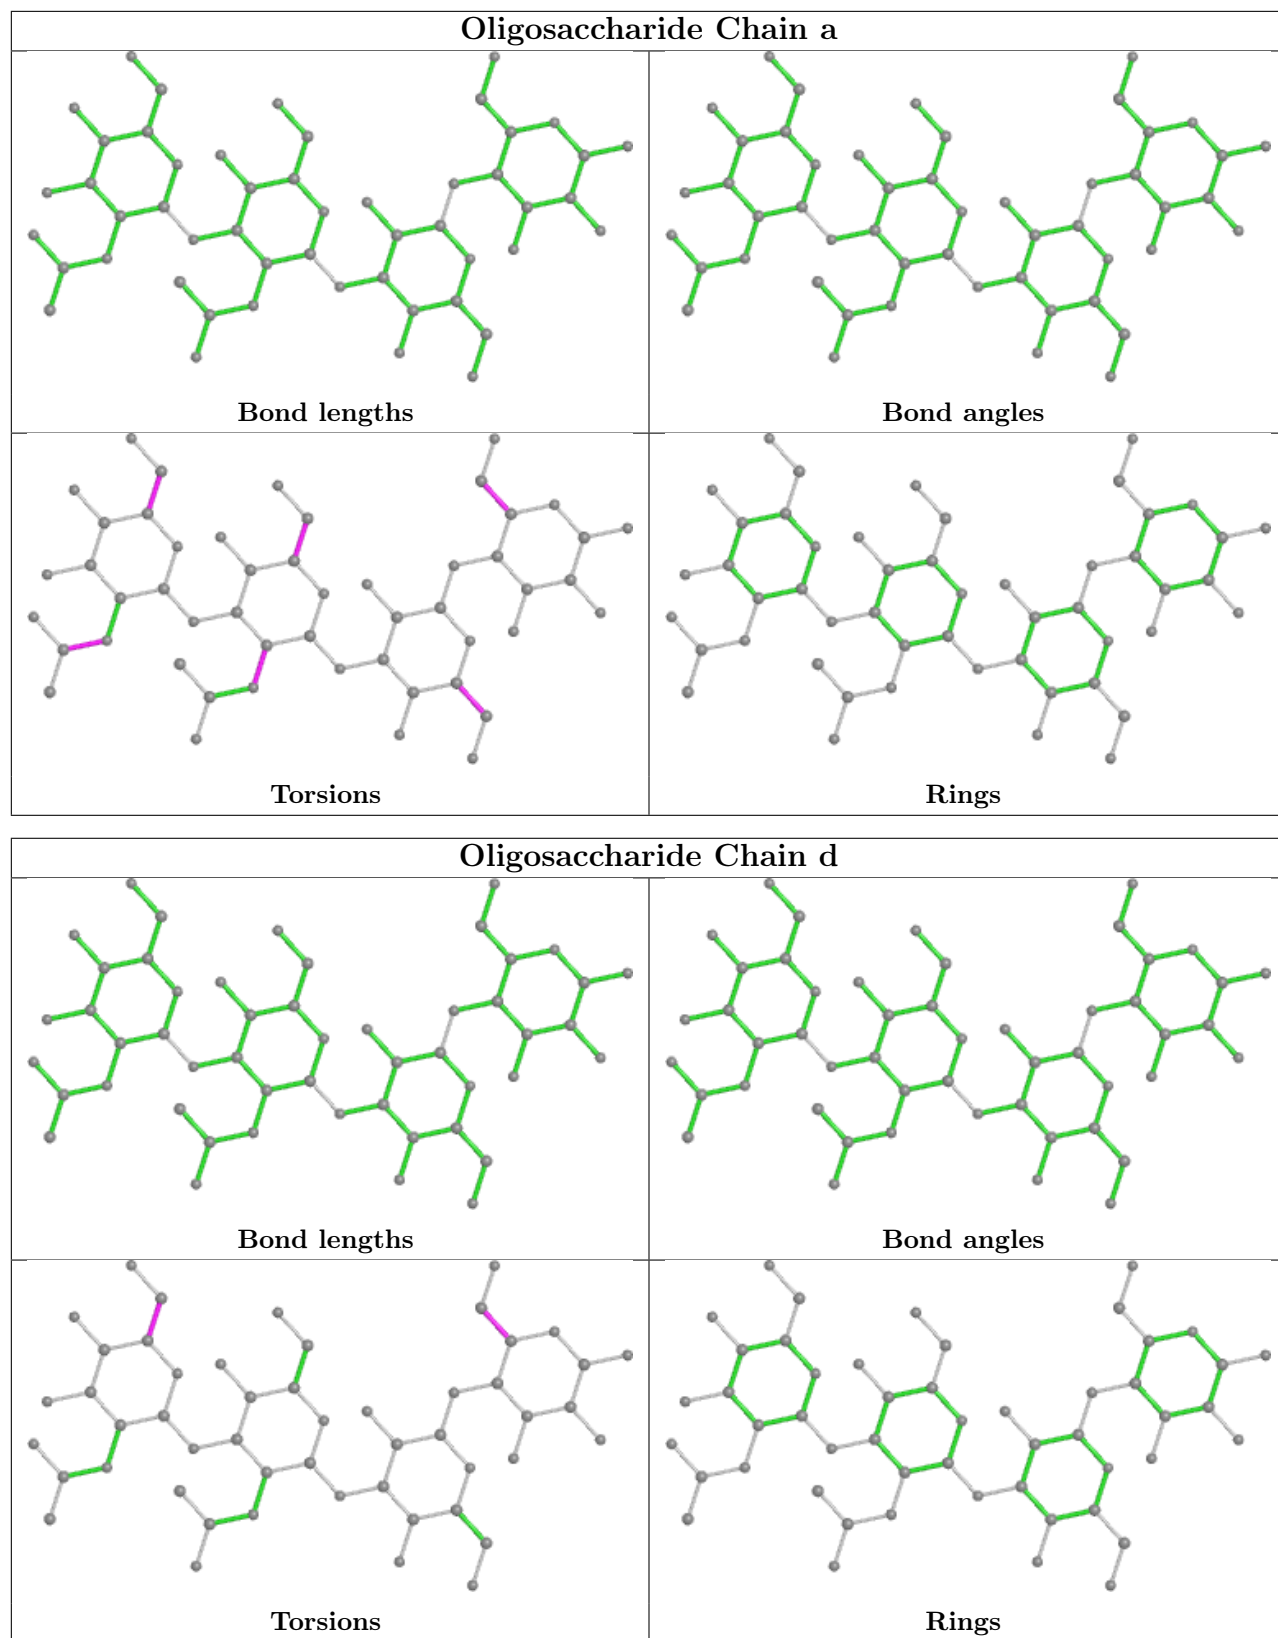 Oligosaccharide Chain a
Bond lengths
Bond angles
Torsions
Rings
Oligosaccharide Chain d
Bond lengths
Bond angles
Torsions
Rings